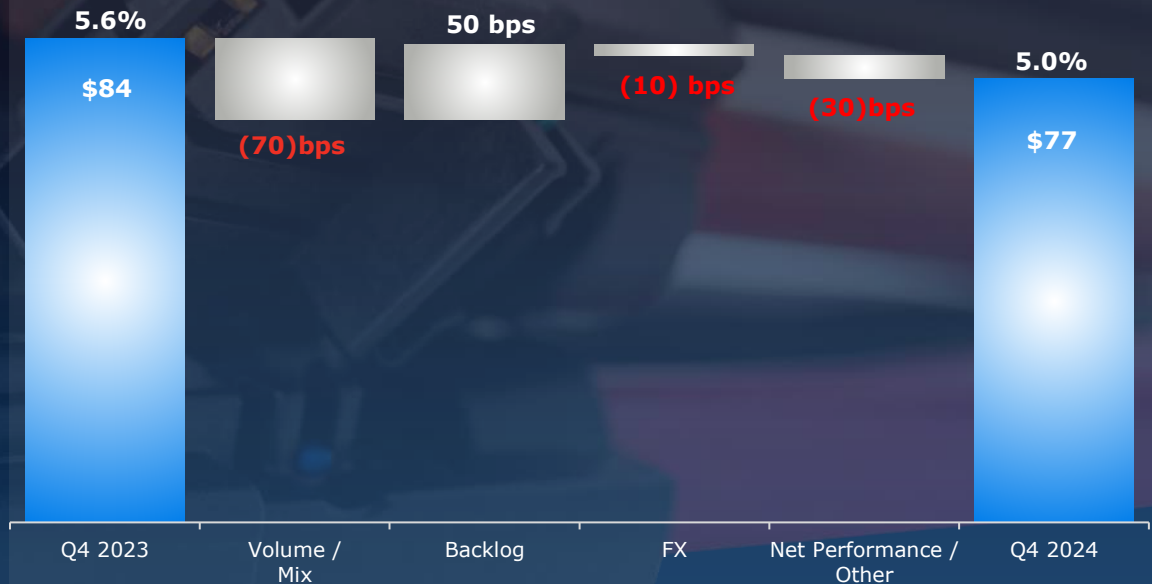 5.6%
$84
(70)bps
50 bps
(10) bps
(30)bps
5.0%
$77
Q4 2023
Volume /
Mix
Backlog
FX
Net Performance /
Other
Q4 2024